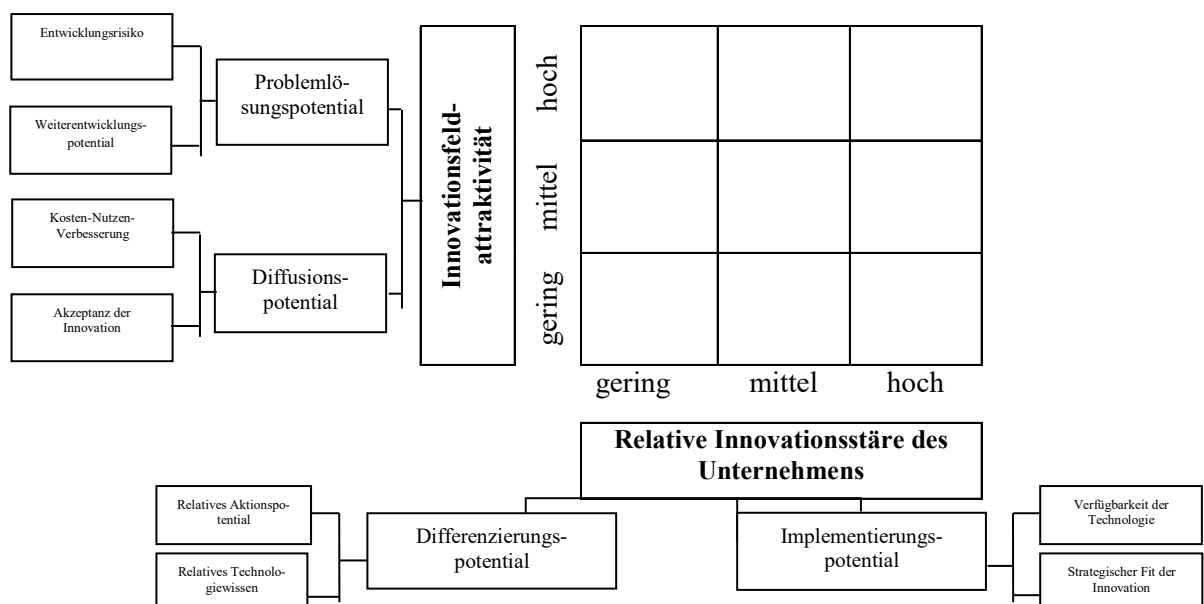 Entwicklungsrisiko
Weiterentwicklungs-
potential
Kosten-Nutzen-
Verbesserung
Akzeptanz der
Innovation
Problemlö-
sungspotential
Diffusions-
potential
Innovationsfeld-
attraktivität
hoch
mittel
gering
gering
mittel
hoch
Relative Innovationsstäre des
Unternehmens
Relatives Aktionspo-
tential
Relatives Technolo-
giewissen
Differenzierungs-
potential
Implementierungs-
potential
Verfügbarkeit der
Technologie
Strategischer Fit der
Innovation